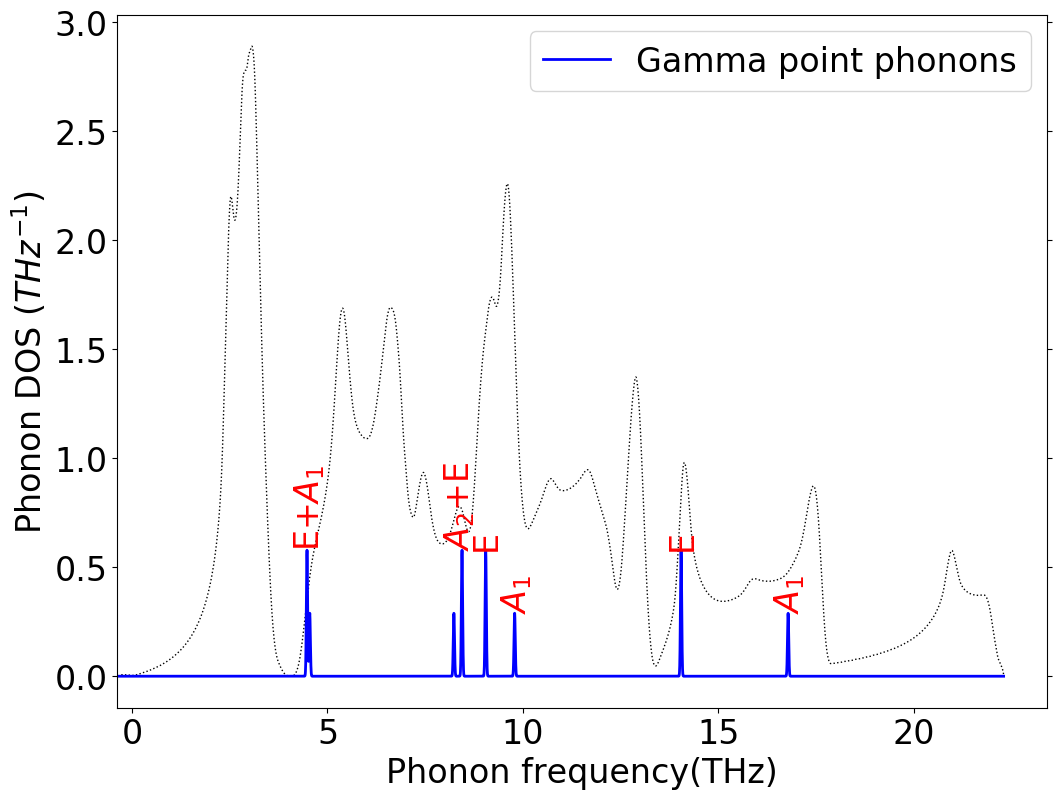 Gamma point phonons
Phonon DOS (THz⁻¹)
3.0
2.5
2.0
1.5
1.0
0.5
0.0
E+A₁
A₂+E
E
A₁
E
A₁
0 5 10 15 20
Phonon frequency(THz)